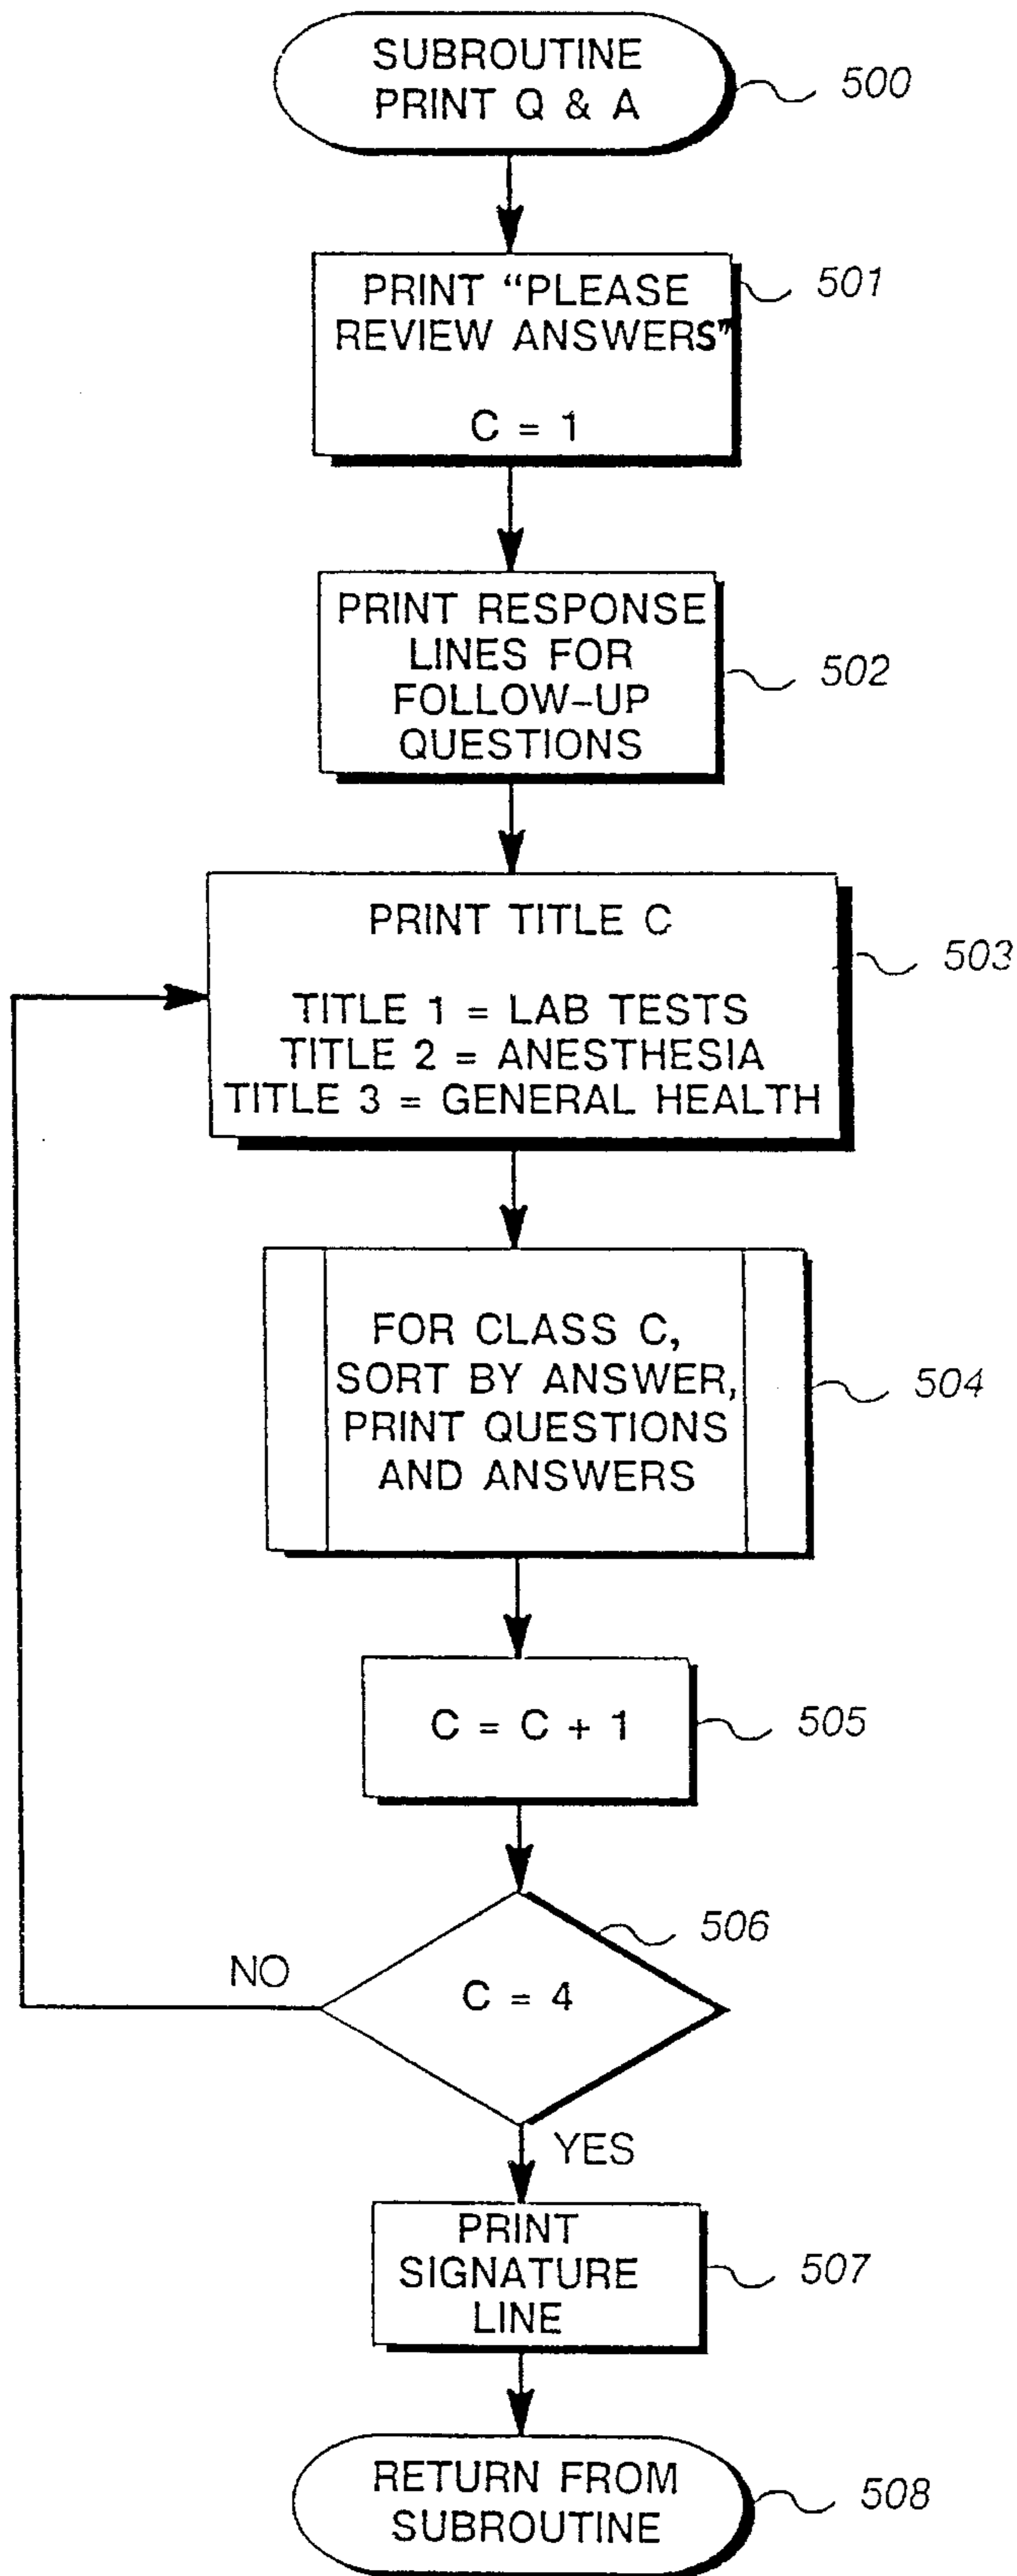 SUBROUTINE
PRINT Q & A
500
PRINT “PLEASE
REVIEW ANSWERS”
C = 1
501
PRINT RESPONSE
LINES FOR
FOLLOW-UP
QUESTIONS
502
PRINT TITLE C
TITLE 1 = LAB TESTS
TITLE 2 = ANESTHESIA
TITLE 3 = GENERAL HEALTH
503
FOR CLASS C,
SORT BY ANSWER,
PRINT QUESTIONS
AND ANSWERS
504
C = C + 1
505
C = 4
506
NO
YES
PRINT
SIGNATURE
LINE
507
RETURN FROM
SUBROUTINE
508